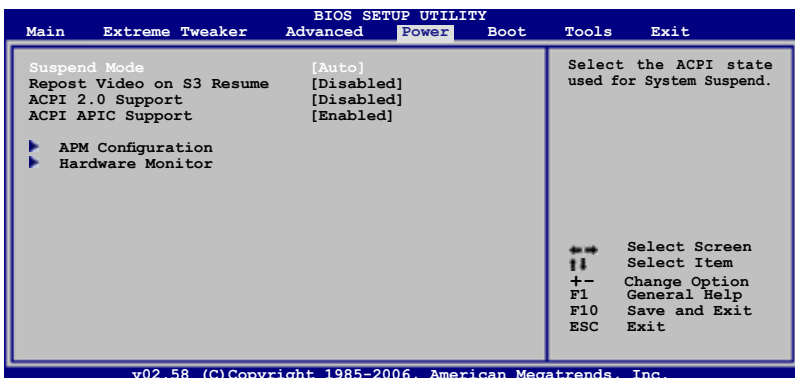 BIOS SETUP UTILITY
Main Extreme Tweaker Advanced Power Boot Tools Exit
Suspend Mode [Auto]
Repost Video on S3 Resume [Disabled]
ACPI 2.0 Support [Disabled]
ACPI APIC Support [Enabled]
APM Configuration
Hardware Monitor
Select the ACPI state
used for System Suspend.
Select Screen
Select Item
+- Change Option
F1 General Help
F10 Save and Exit
ESC Exit
v02.58 (C)Copyright 1985-2006, American Megatrends, Inc.